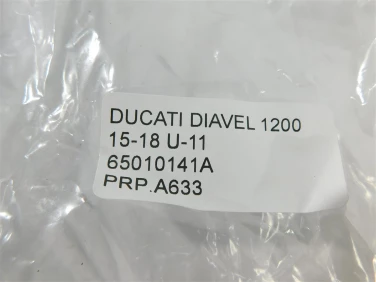 DUCATI DIAVEL 1200
15-18 U-11
65010141A
PRP.A633